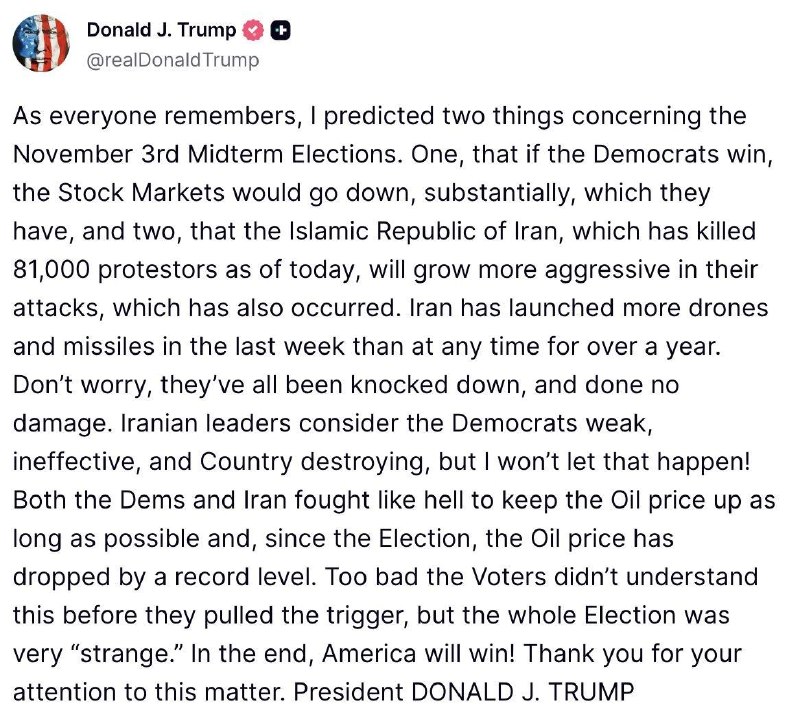 Donald J. Trump
@realDonaldTrump
As everyone remembers, I predicted two things concerning the
November 3rd Midterm Elections. One, that if the Democrats win,
the Stock Markets would go down, substantially, which they
have, and two, that the Islamic Republic of Iran, which has killed
81,000 protestors as of today, will grow more aggressive in their
attacks, which has also occurred. Iran has launched more drones
and missiles in the last week than at any time for over a year.
Don’t worry, they’ve all been knocked down, and done no
damage. Iranian leaders consider the Democrats weak,
ineffective, and Country destroying, but I won’t let that happen!
Both the Dems and Iran fought like hell to keep the Oil price up as
long as possible and, since the Election, the Oil price has
dropped by a record level. Too bad the Voters didn’t understand
this before they pulled the trigger, but the whole Election was
very “strange.” In the end, America will win! Thank you for your
attention to this matter. President DONALD J. TRUMP